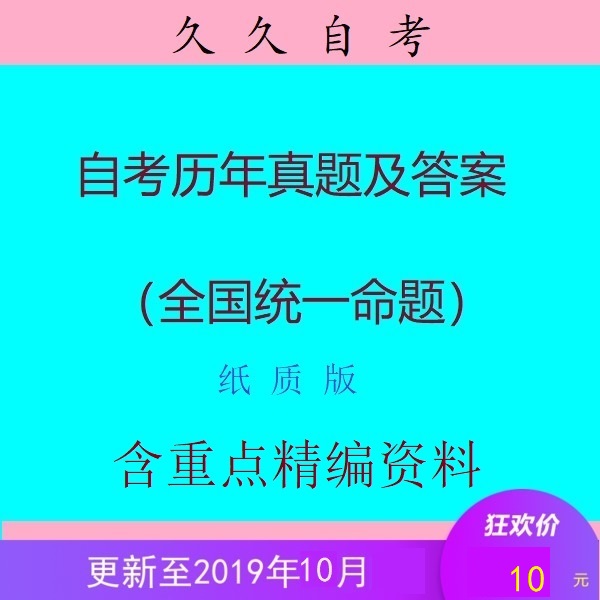 久久自考
自考历年真题及答案
（全国统一命题）
纸质版
含重点精编资料
狂欢价
更新至2019年10月
10元